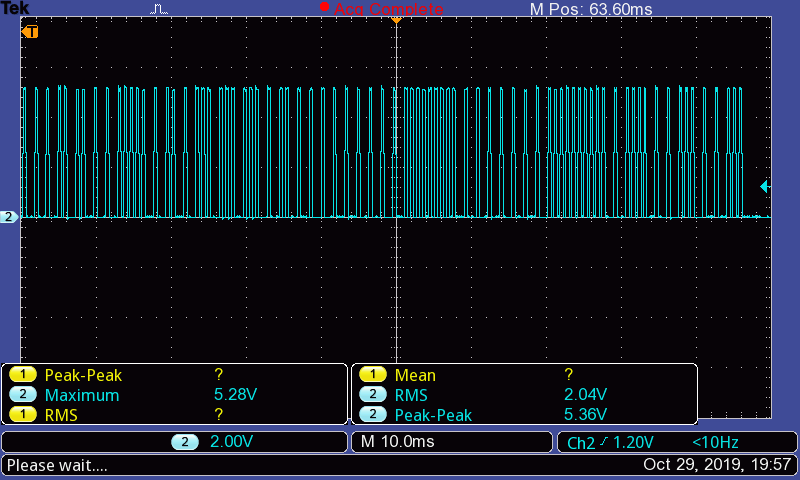 Tek Acq Complete M Pos: 63.60ms
T
2
1 Peak-Peak ? 1 Mean ?
2 Maximum 5.28V 2 RMS 2.04V
1 RMS ? 2 Peak-Peak 5.36V
2 2.00V M 10.0ms Ch2 1.20V <10Hz
Please wait.... Oct 29, 2019, 19:57